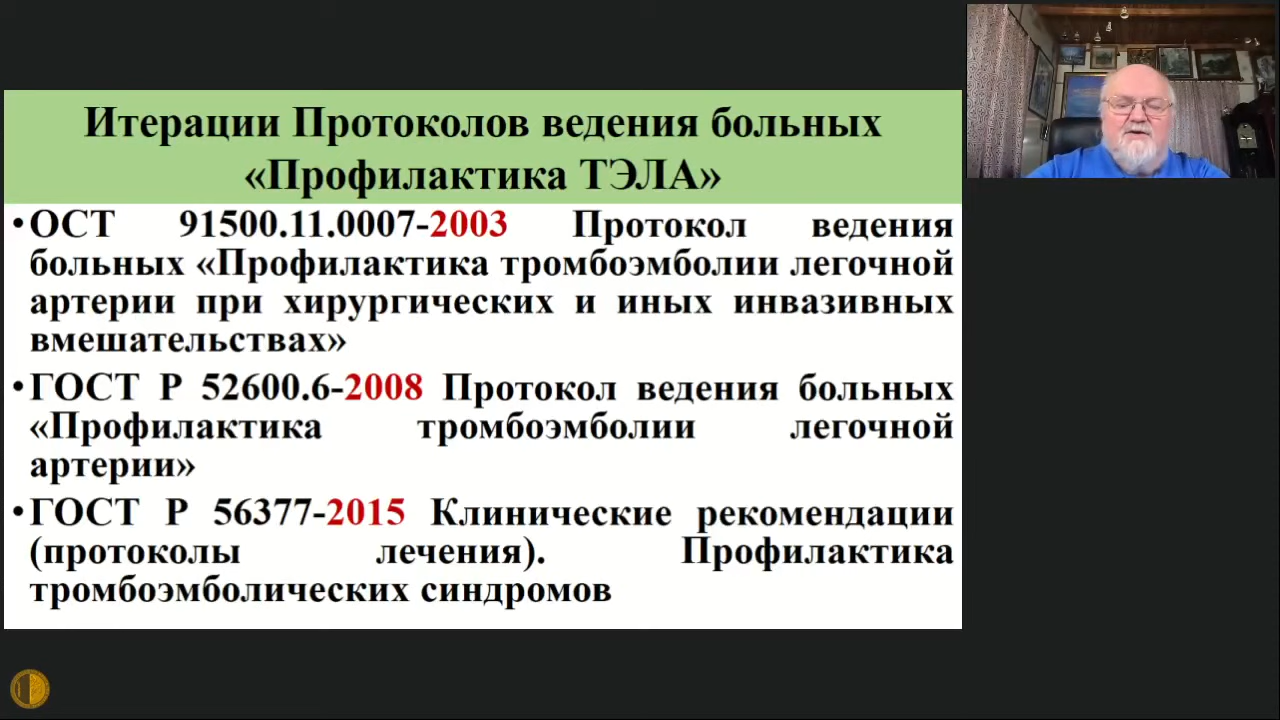 Итерации Протоколов ведения больных
«Профилактика ТЭЛА»
•ОСТ 91500.11.0007-2003 Протокол ведения
больных «Профилактика тромбоэмболии легочной
артерии при хирургических и иных инвазивных
вмешательствах»
•ГОСТ Р 52600.6-2008 Протокол ведения больных
«Профилактика тромбоэмболии легочной
артерии»
•ГОСТ Р 56377-2015 Клинические рекомендации
(протоколы лечения). Профилактика
тромбоэмболических синдромов